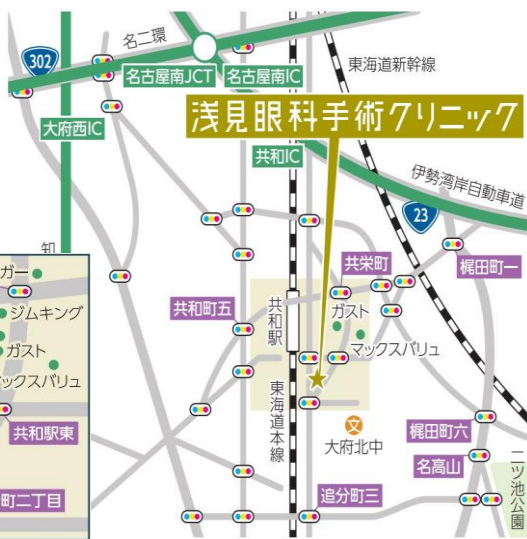 名二環
302
名古屋南JCT
名古屋南IC
東海道新幹線
浅見眼科手術クリニック
大府西IC
共和IC
伊勢湾岸自動車道
23
知
共栄町
梶田町一
ガー
ジムキング
ガスト
マックスバリュ
共和駅東
町二丁目
共和町五
共和駅
ガスト
マックスバリュ
東海道本線
文
大府北中
梶田町六
名高山
追分町三
二ツ池公園